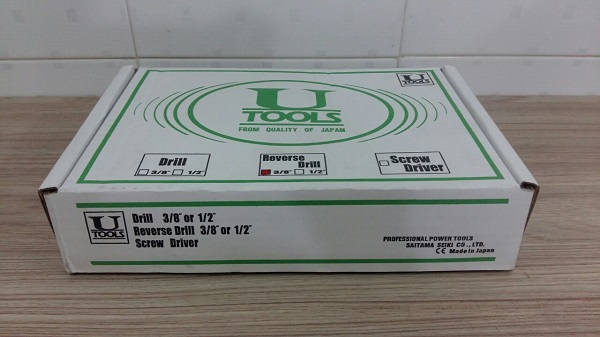 U
TOOLS
FROM QUALITY OF JAPAN
U
TOOLS
Drill
3/8" 1/2"
Reverse
Drill
3/8" 1/2"
Screw
Driver
U
TOOLS
Drill 3/8" or 1/2"
Reverse Drill 3/8" or 1/2"
Screw Driver
PROFESSIONAL POWER TOOLS
SAITAMA SEIKI CO., LTD.
CE Made in Japan